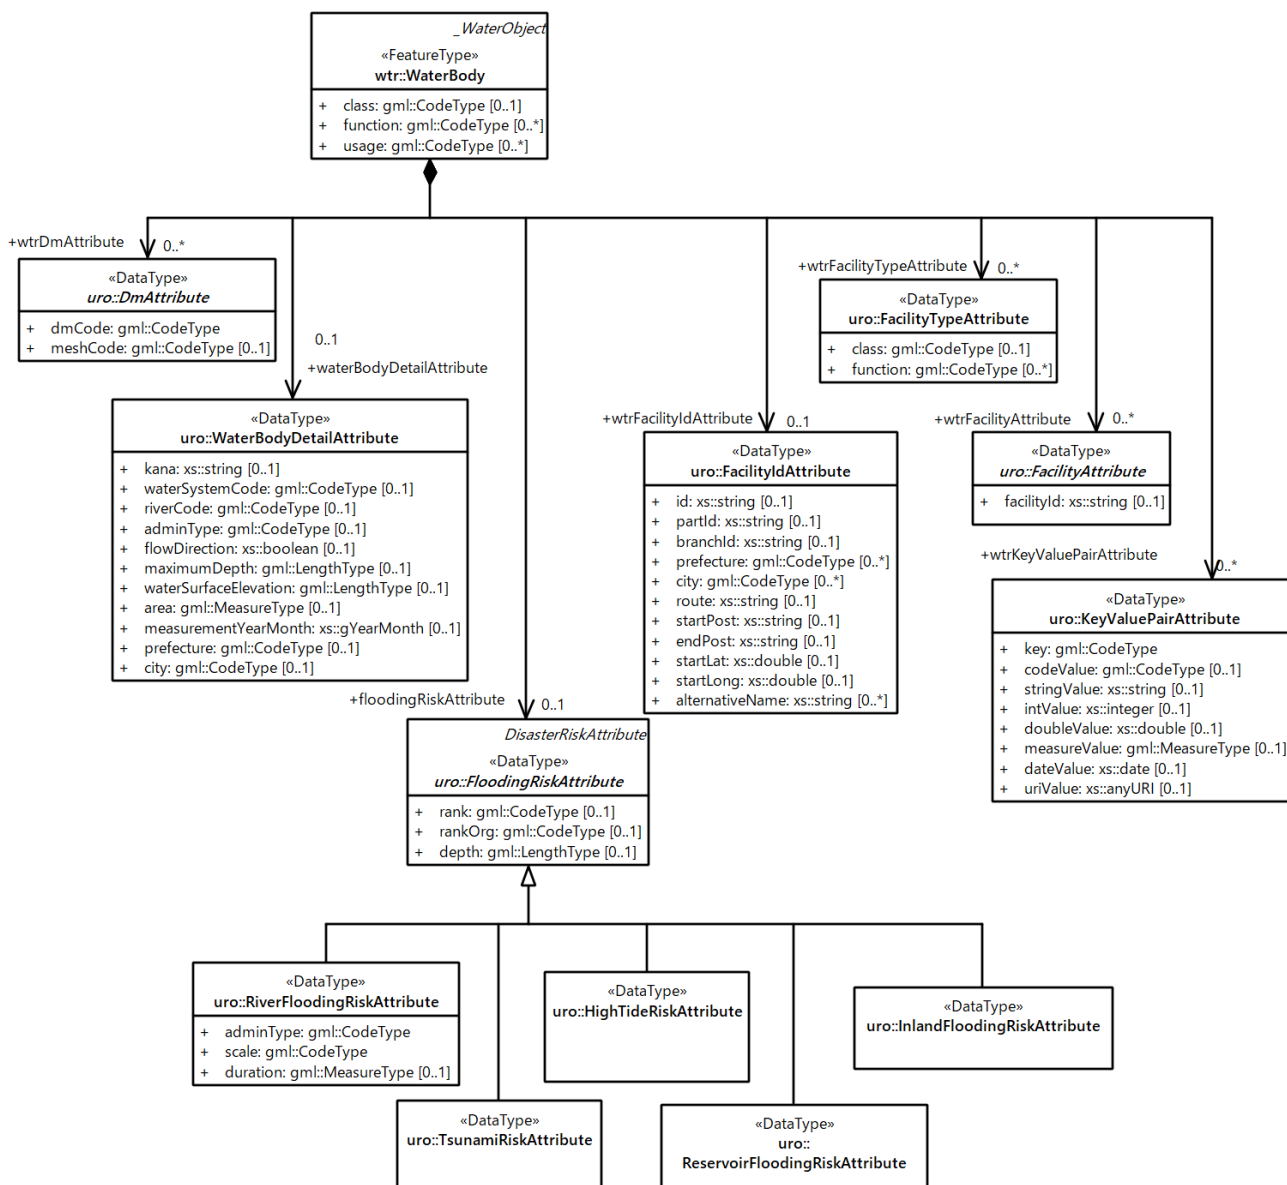 _WaterObject
«FeatureType»
wtr::WaterBody
+ class: gml::CodeType [0..1]
+ function: gml::CodeType [0..*]
+ usage: gml::CodeType [0..*]
+wtrDmAttribute
0..*
«DataType»
uro::DmAttribute
+ dmCode: gml::CodeType
+ meshCode: gml::CodeType [0..1]
0..1
+waterBodyDetailAttribute
«DataType»
uro::WaterBodyDetailAttribute
+ kana: xs::string [0..1]
+ waterSystemCode: gml::CodeType [0..1]
+ riverCode: gml::CodeType [0..1]
+ adminType: gml::CodeType [0..1]
+ flowDirection: xs::boolean [0..1]
+ maximumDepth: gml::LengthType [0..1]
+ waterSurfaceElevation: gml::LengthType [0..1]
+ area: gml::MeasureType [0..1]
+ measurementYearMonth: xs::gYearMonth [0..1]
+ prefecture: gml::CodeType [0..1]
+ city: gml::CodeType [0..1]
+wtrFacilityTypeAttribute
0..*
«DataType»
uro::FacilityTypeAttribute
+ class: gml::CodeType [0..1]
+ function: gml::CodeType [0..*]
+wtrFacilityIdAttribute
0..1
«DataType»
uro::FacilityIdAttribute
+ id: xs::string [0..1]
+ partId: xs::string [0..1]
+ branchId: xs::string [0..1]
+ prefecture: gml::CodeType [0..*]
+ city: gml::CodeType [0..*]
+ route: xs::string [0..1]
+ startPost: xs::string [0..1]
+ endPost: xs::string [0..1]
+ startLat: xs::double [0..1]
+ startLong: xs::double [0..1]
+ alternativeName: xs::string [0..*]
+wtrFacilityAttribute
0..*
«DataType»
uro::FacilityAttribute
+ facilityId: xs::string [0..1]
+wtrKeyValuePairAttribute
0..*
«DataType»
uro::KeyValuePairAttribute
+ key: gml::CodeType
+ codeValue: gml::CodeType [0..1]
+ stringValue: xs::string [0..1]
+ intValue: xs::integer [0..1]
+ doubleValue: xs::double [0..1]
+ measureValue: gml::MeasureType [0..1]
+ dateValue: xs::date [0..1]
+ uriValue: xs::anyURI [0..1]
+floodingRiskAttribute
0..1
DisasterRiskAttribute
«DataType»
uro::FloodingRiskAttribute
+ rank: gml::CodeType [0..1]
+ rankOrg: gml::CodeType [0..1]
+ depth: gml::LengthType [0..1]
«DataType»
uro::RiverFloodingRiskAttribute
+ adminType: gml::CodeType
+ scale: gml::CodeType
+ duration: gml::MeasureType [0..1]
«DataType»
uro::HighTideRiskAttribute
«DataType»
uro::InlandFloodingRiskAttribute
«DataType»
uro::TsunamiRiskAttribute
«DataType»
uro::
ReservoirFloodingRiskAttribute